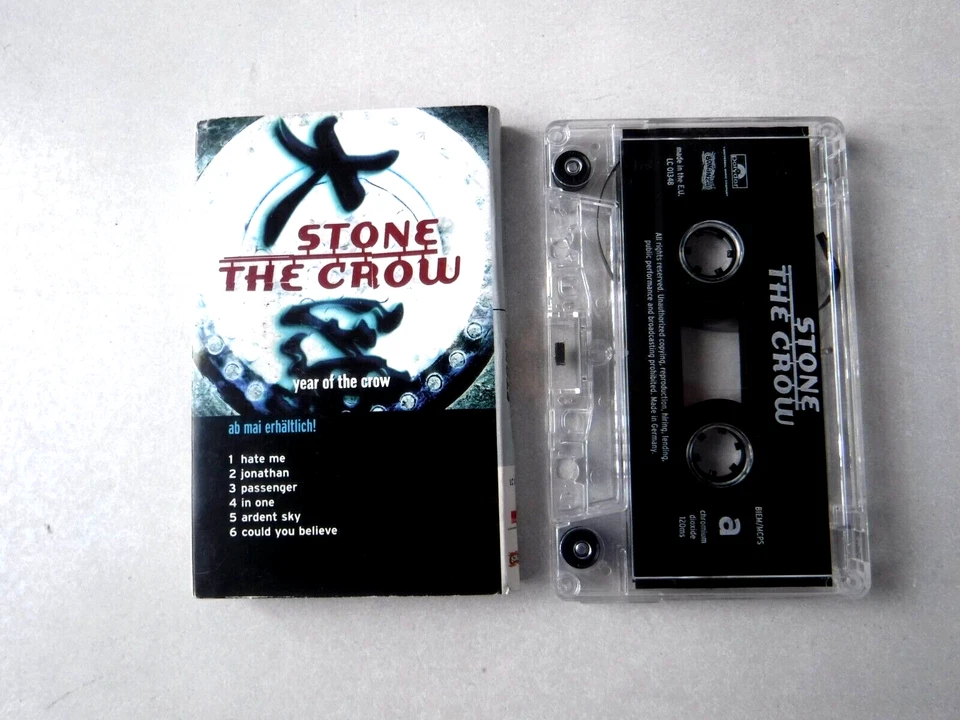 STONE
THE CROW
year of the crow
ab mai erhältlich!
1 hate me
2 jonathan
3 passenger
4 in one
5 ardent sky
6 could you believe
STONE
THE CROW
polydor
made in the E.U.
LC 01348
All rights reserved. Unauthorized copying, reproduction, hiring, lending,
public performance and broadcasting prohibited. Made in Germany.
BIEM/MCPS
a
chromium
dioxide
120ms